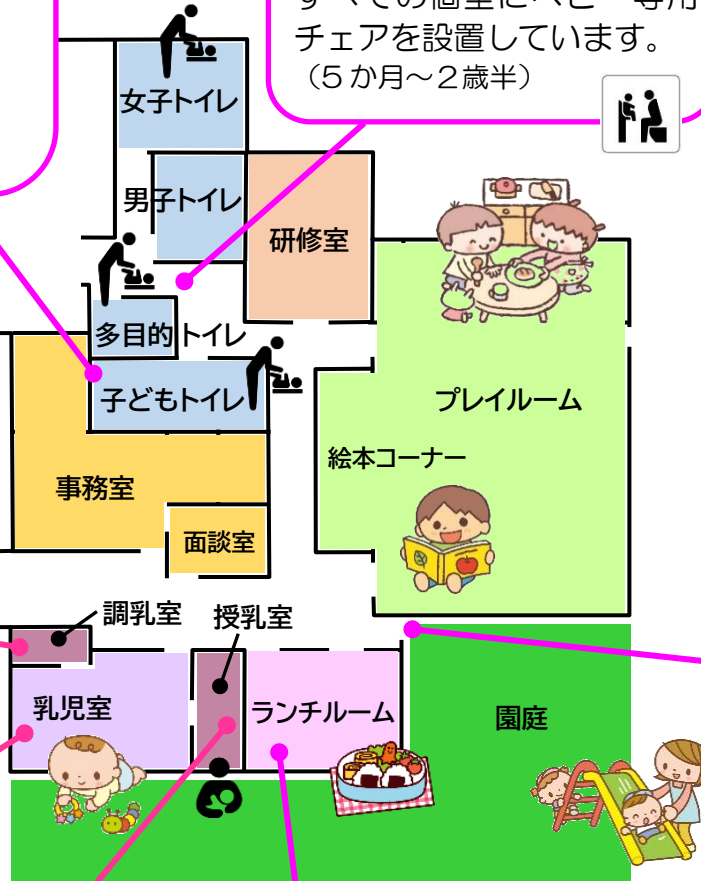 チェアを設置しています。
（５か月～２歳半）
女子トイレ
男子トイレ
研修室
多目的トイレ
子どもトイレ
プレイルーム
絵本コーナー
事務室
面談室
調乳室
授乳室
乳児室
ランチルーム
園庭